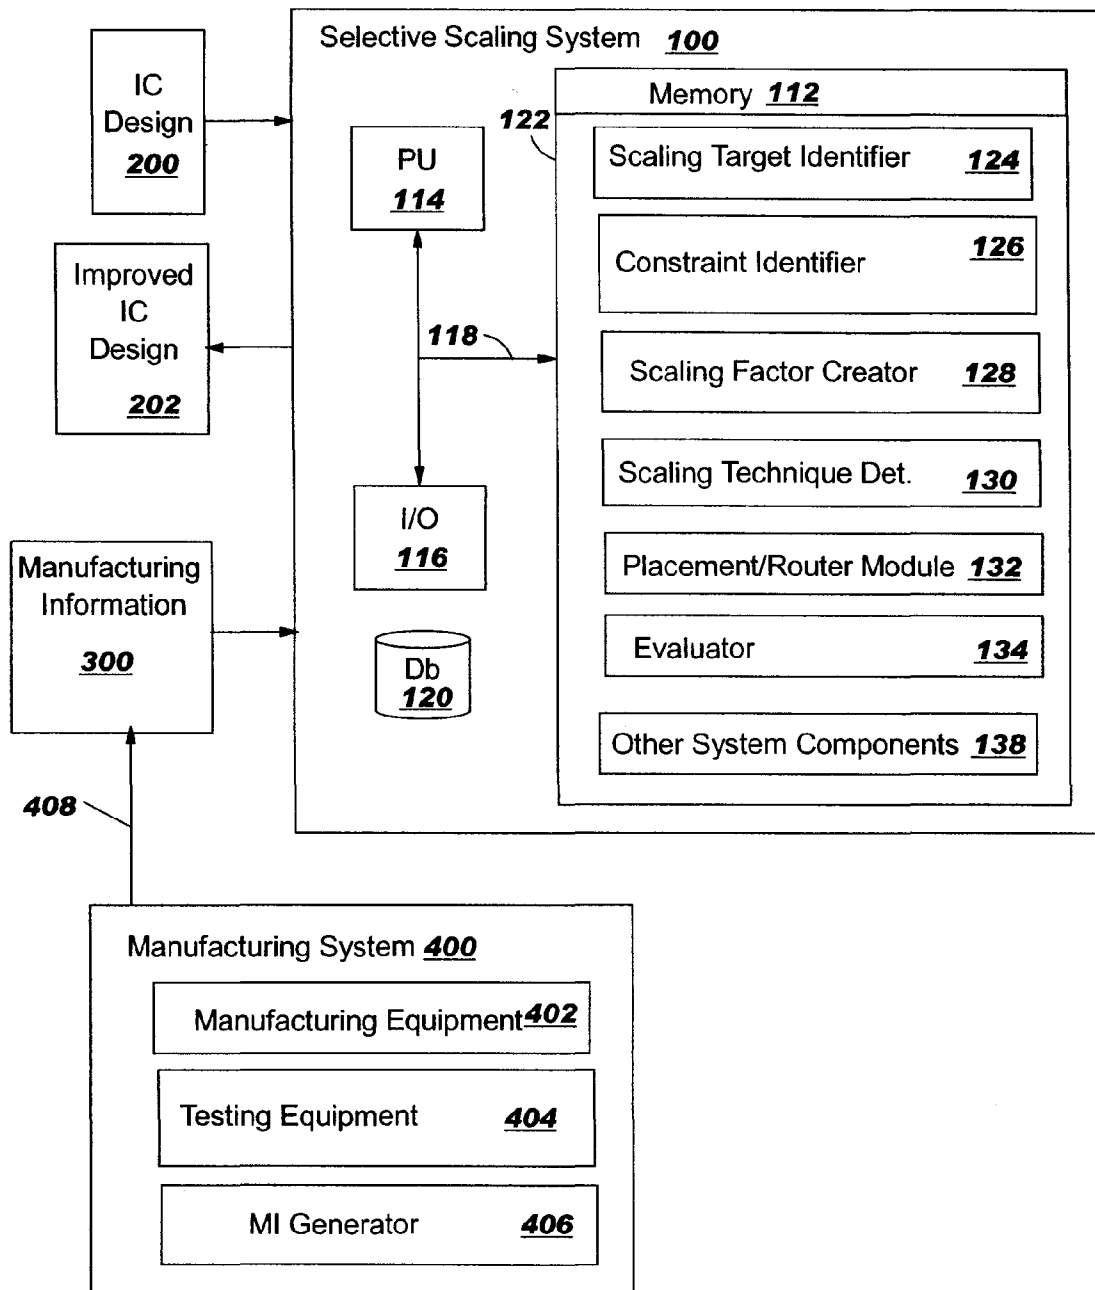 IC
Design
200
Improved
IC
Design
202
Manufacturing
Information
300
408
Selective Scaling System 100
PU
114
118
I/O
116
Db
120
122
Memory 112
Scaling Target Identifier 124
Constraint Identifier 126
Scaling Factor Creator 128
Scaling Technique Det. 130
Placement/Router Module 132
Evaluator 134
Other System Components 138
Manufacturing System 400
Manufacturing Equipment 402
Testing Equipment 404
MI Generator 406